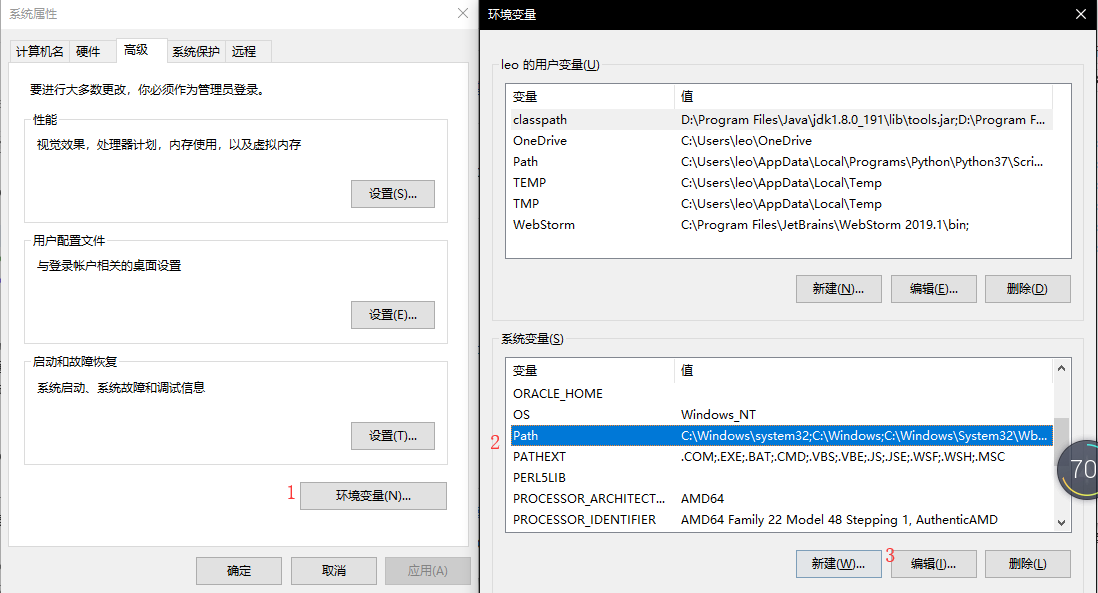 系统属性
计算机名 硬件 高级 系统保护 远程
要进行大多数更改，你必须作为管理员登录。
性能
视觉效果，处理器计划，内存使用，以及虚拟内存
设置(S)...
用户配置文件
与登录帐户相关的桌面设置
设置(E)...
启动和故障恢复
系统启动、系统故障和调试信息
设置(T)...
1
环境变量(N)...
确定 取消 应用(A)
环境变量
leo 的用户变量(U)
变量 值
classpath D:\Program Files\Java\jdk1.8.0_191\lib\tools.jar;D:\Program F...
OneDrive C:\Users\leo\OneDrive
Path C:\Users\leo\AppData\Local\Programs\Python\Python37\Scri...
TEMP C:\Users\leo\AppData\Local\Temp
TMP C:\Users\leo\AppData\Local\Temp
WebStorm C:\Program Files\JetBrains\WebStorm 2019.1\bin;
新建(N)... 编辑(E)... 删除(D)
系统变量(S)
变量 值
ORACLE_HOME
OS Windows_NT
2 Path C:\Windows\system32;C:\Windows;C:\Windows\System32\Wb...
PATHEXT .COM;.EXE;.BAT;.CMD;.VBS;.VBE;.JS;.JSE;.WSF;.WSH;.MSC
PERL5LIB
PROCESSOR_ARCHITECT... AMD64
PROCESSOR_IDENTIFIER AMD64 Family 22 Model 48 Stepping 1, AuthenticAMD
70
新建(W)... 3 编辑(I)... 删除(L)